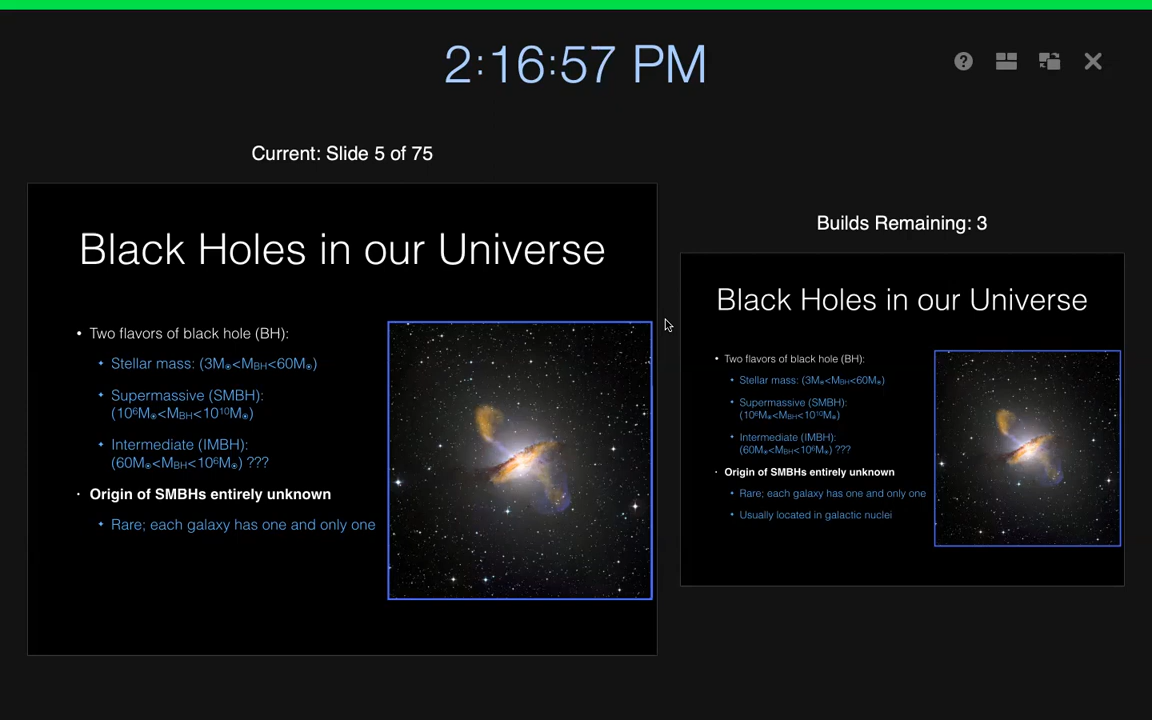 2:16:57 PM
Current: Slide 5 of 75
Black Holes in our Universe
• Two flavors of black hole (BH):
✦ Stellar mass: (3M⦿<MBH<60M⦿)
✦ Supermassive (SMBH):
(10⁶M⦿<MBH<10¹⁰M⦿)
✦ Intermediate (IMBH):
(60M⦿<MBH<10⁶M⦿) ???
• Origin of SMBHs entirely unknown
✦ Rare; each galaxy has one and only one
Builds Remaining: 3
Black Holes in our Universe
• Two flavors of black hole (BH):
• Stellar mass: (3M⦿<MBH<60M⦿)
• Supermassive (SMBH):
(10⁶M⦿<MBH<10¹⁰M⦿)
• Intermediate (IMBH):
(60M⦿<MBH<10⁶M⦿) ???
• Origin of SMBHs entirely unknown
• Rare; each galaxy has one and only one
• Usually located in galactic nuclei